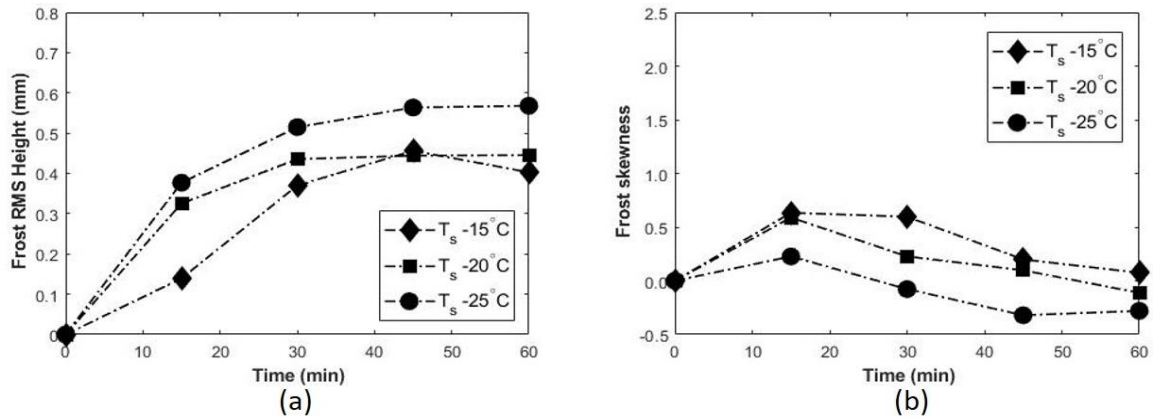 0.8
0.7
0.6
0.5
0.4
0.3
0.2
0.1
0
Frost RMS Height (mm)
T_s -15°C
T_s -20°C
T_s -25°C
0 10 20 30 40 50 60
Time (min)
(a)
2.5
2.0
1.5
1.0
0.5
0.0
-0.5
Frost skewness
T_s -15°C
T_s -20°C
T_s -25°C
0 10 20 30 40 50 60
Time (min)
(b)